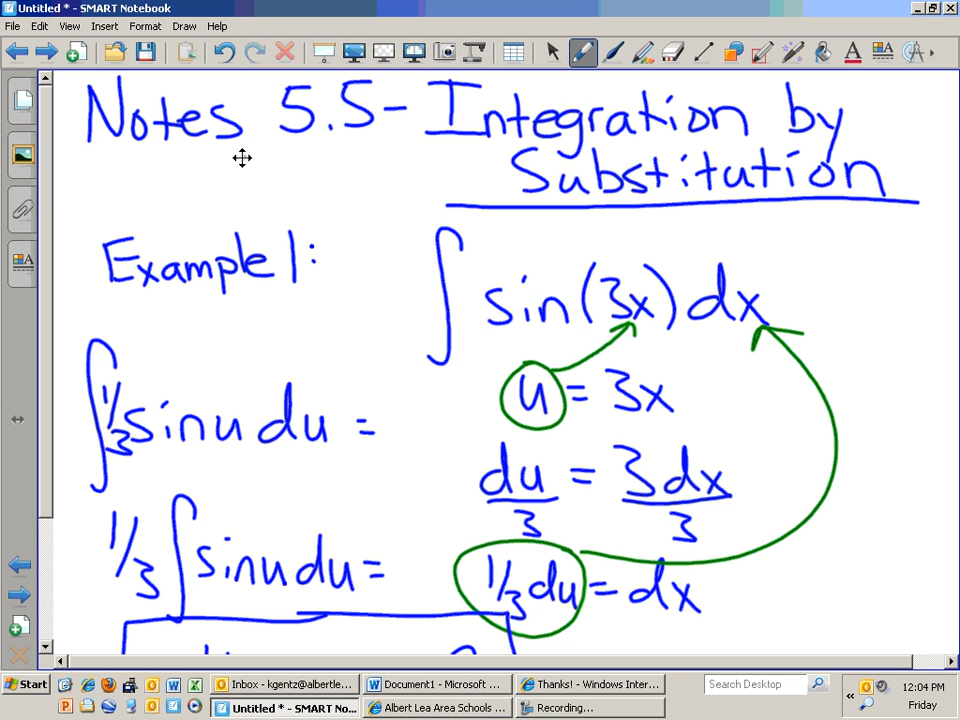 Untitled * - SMART Notebook
File Edit View Insert Format Draw Help
Notes 5.5- Integration by
Substitution
Example 1:
∫ sin(3x) dx
u = 3x
∫ 1/3 sinu du =
du/3 = 3dx/3
1/3 ∫ sinu du =
1/3 du = dx
Start
Inbox - kgentz@albertle...
Document1 - Microsoft ...
Thanks! - Windows Inter...
Search Desktop
12:04 PM
Untitled * - SMART No...
Albert Lea Area Schools ...
Recording...
Friday